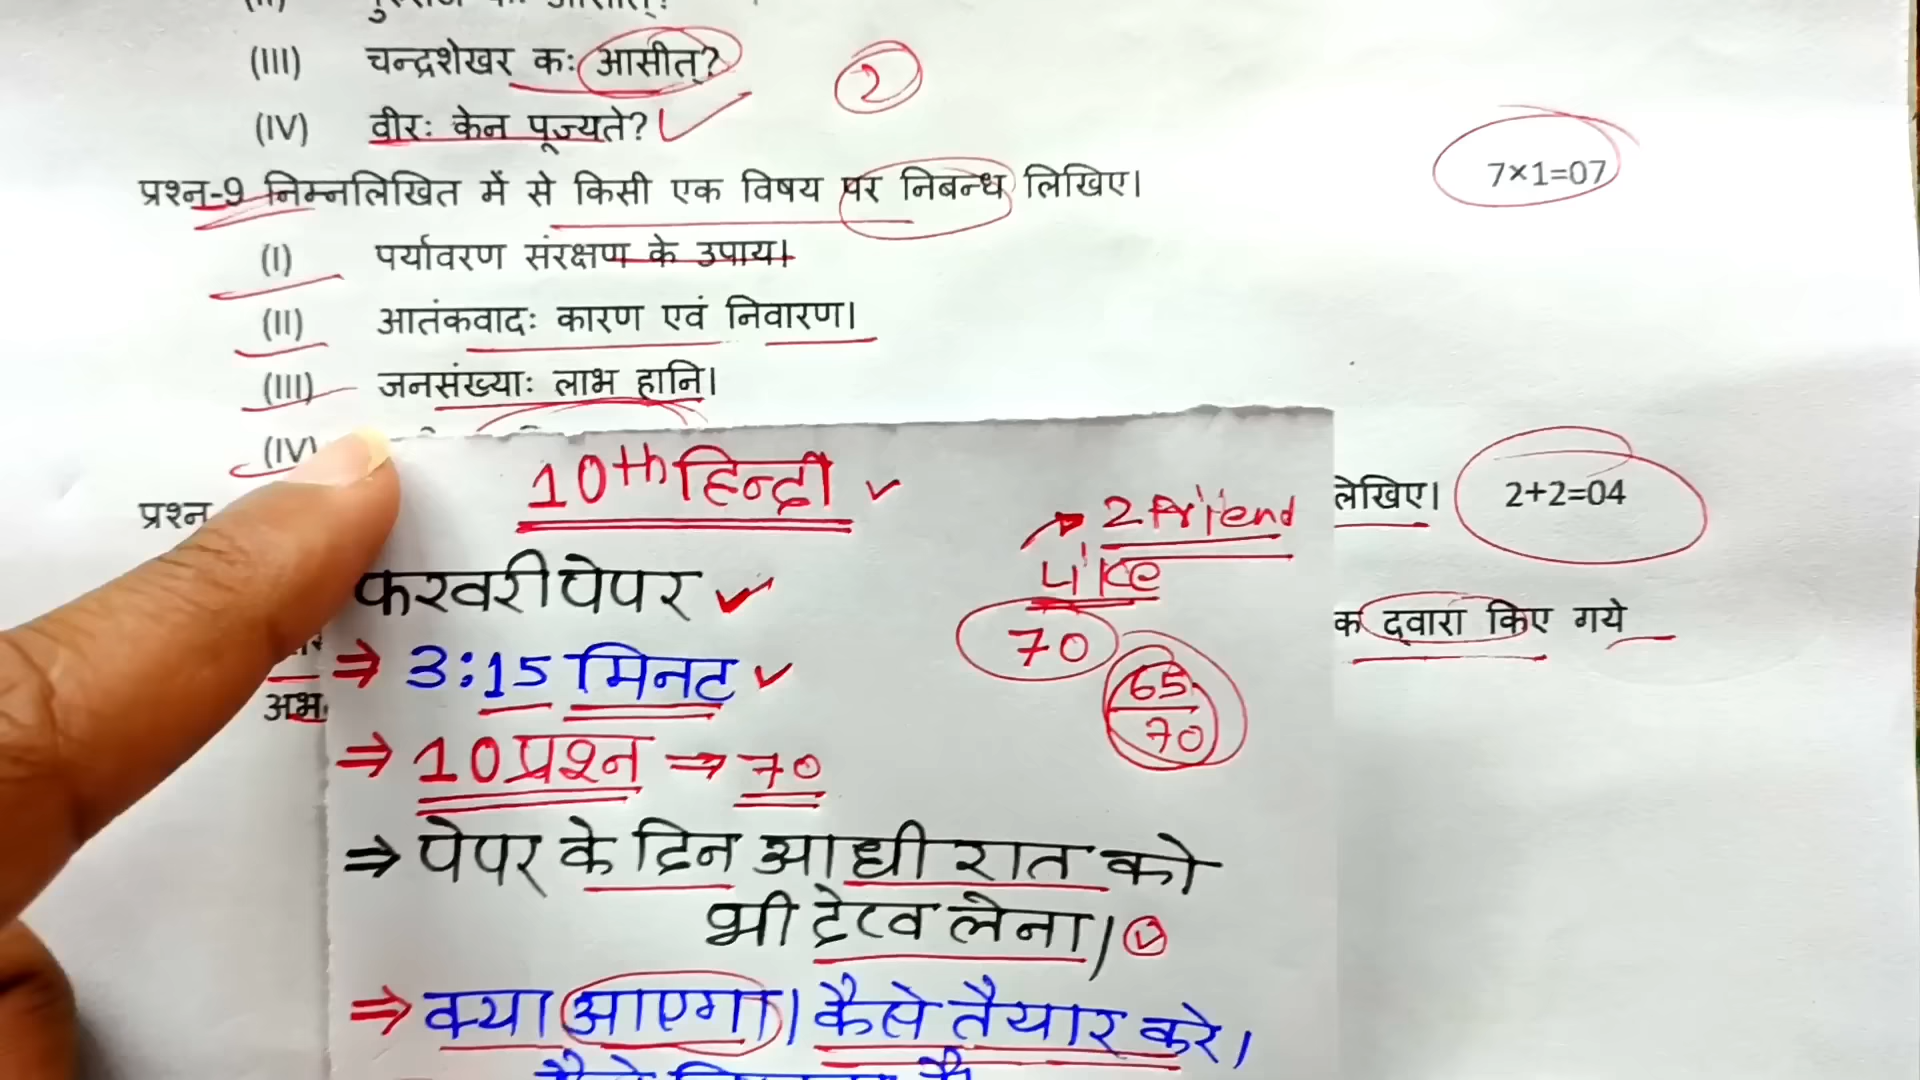 (III) चन्द्रशेखर कः आसीत्?
2
(IV) वीरः केन पूज्यते?
प्रश्न-9 निम्नलिखित में से किसी एक विषय पर निबन्ध लिखिए। 7×1=07
(I) पर्यावरण संरक्षण के उपाय।
(II) आतंकवादः कारण एवं निवारण।
(III) जनसंख्याः लाभ हानि।
(IV)
10th हिन्दी
प्रश्न
लिखिए। 2+2=04
2 Friend
फरवरी पेपर
like
70
क द्वारा किए गये
⇒ 3:15 मिनट
65
70
अभ
⇒ 10 प्रश्न → 70
⇒ पेपर के दिन आधी रात को
भी देख लेना।
⇒ क्या आएगा। कैसे तैयार करे।